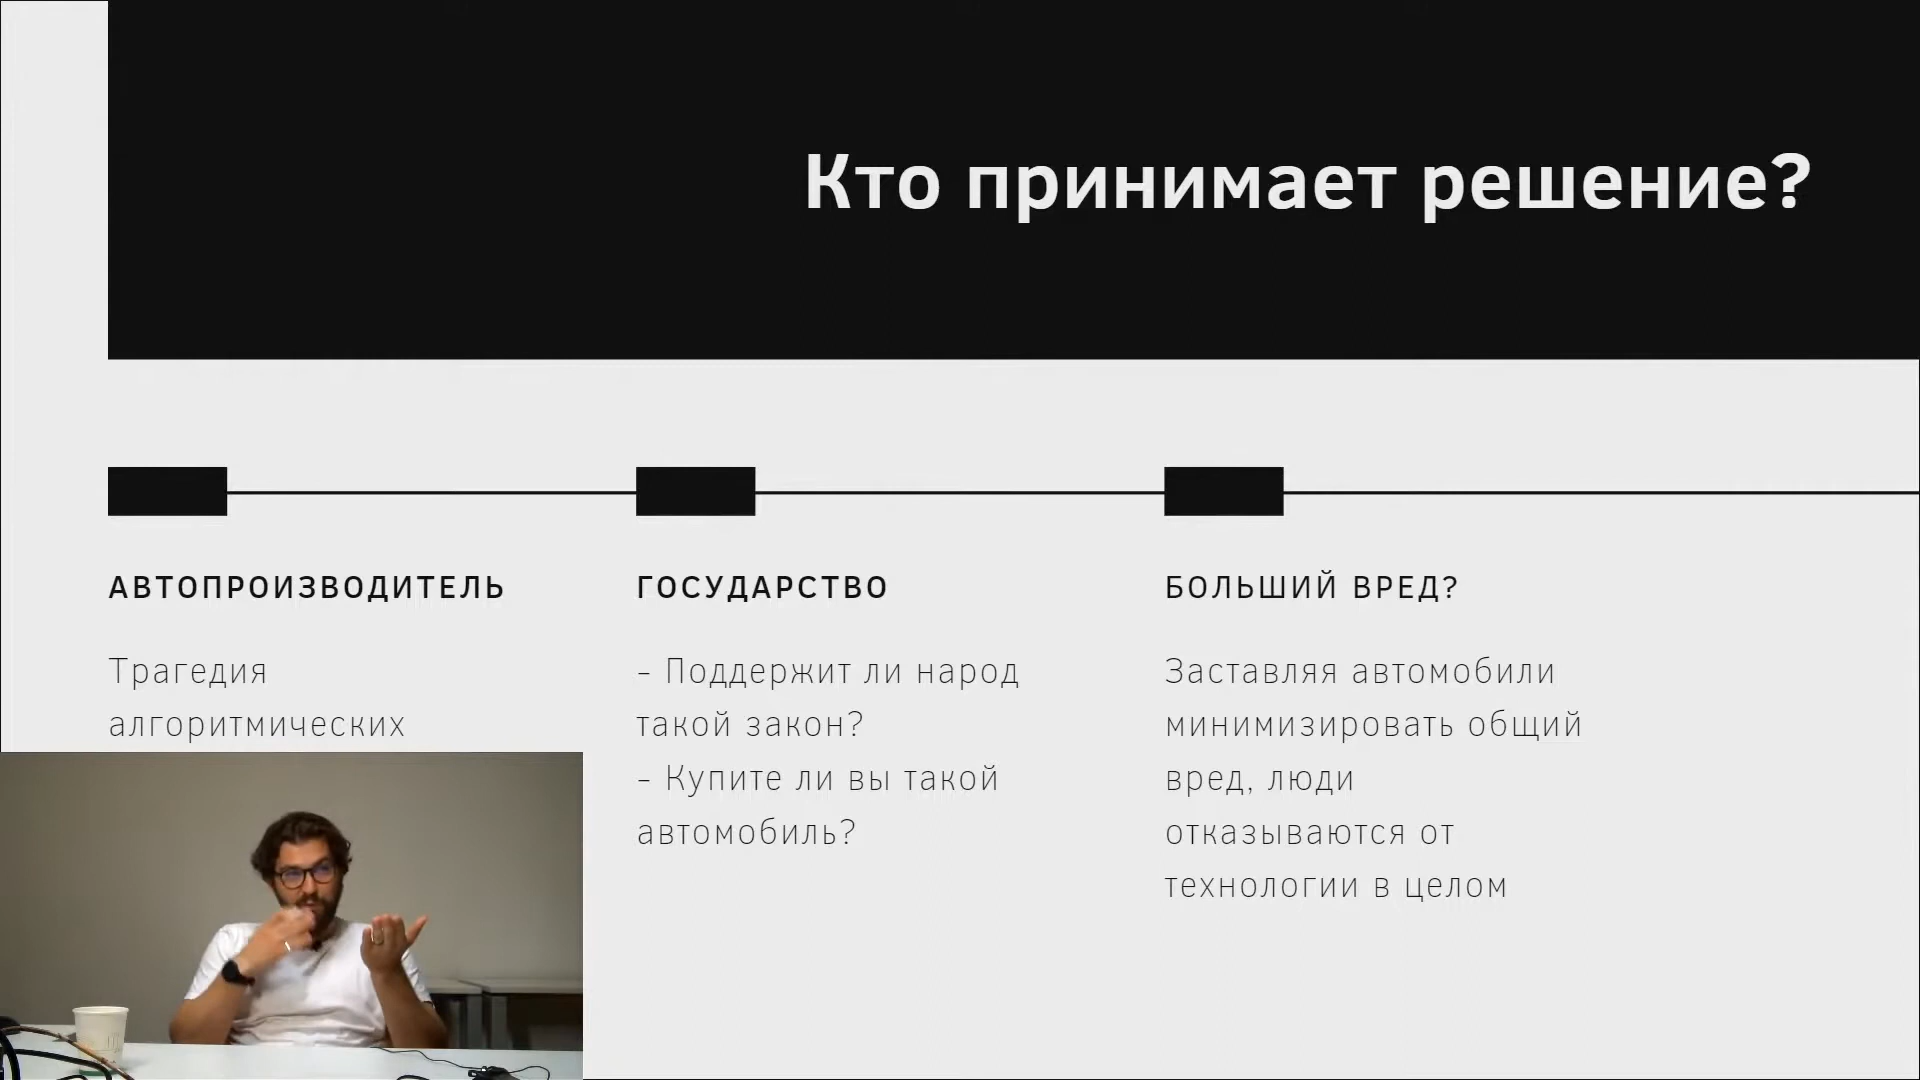 Кто принимает решение?
АВТОПРОИЗВОДИТЕЛЬ
Трагедия
алгоритмических
ГОСУДАРСТВО
- Поддержит ли народ
такой закон?
- Купите ли вы такой
автомобиль?
БОЛЬШИЙ ВРЕД?
Заставляя автомобили
минимизировать общий
вред, люди
отказываются от
технологии в целом